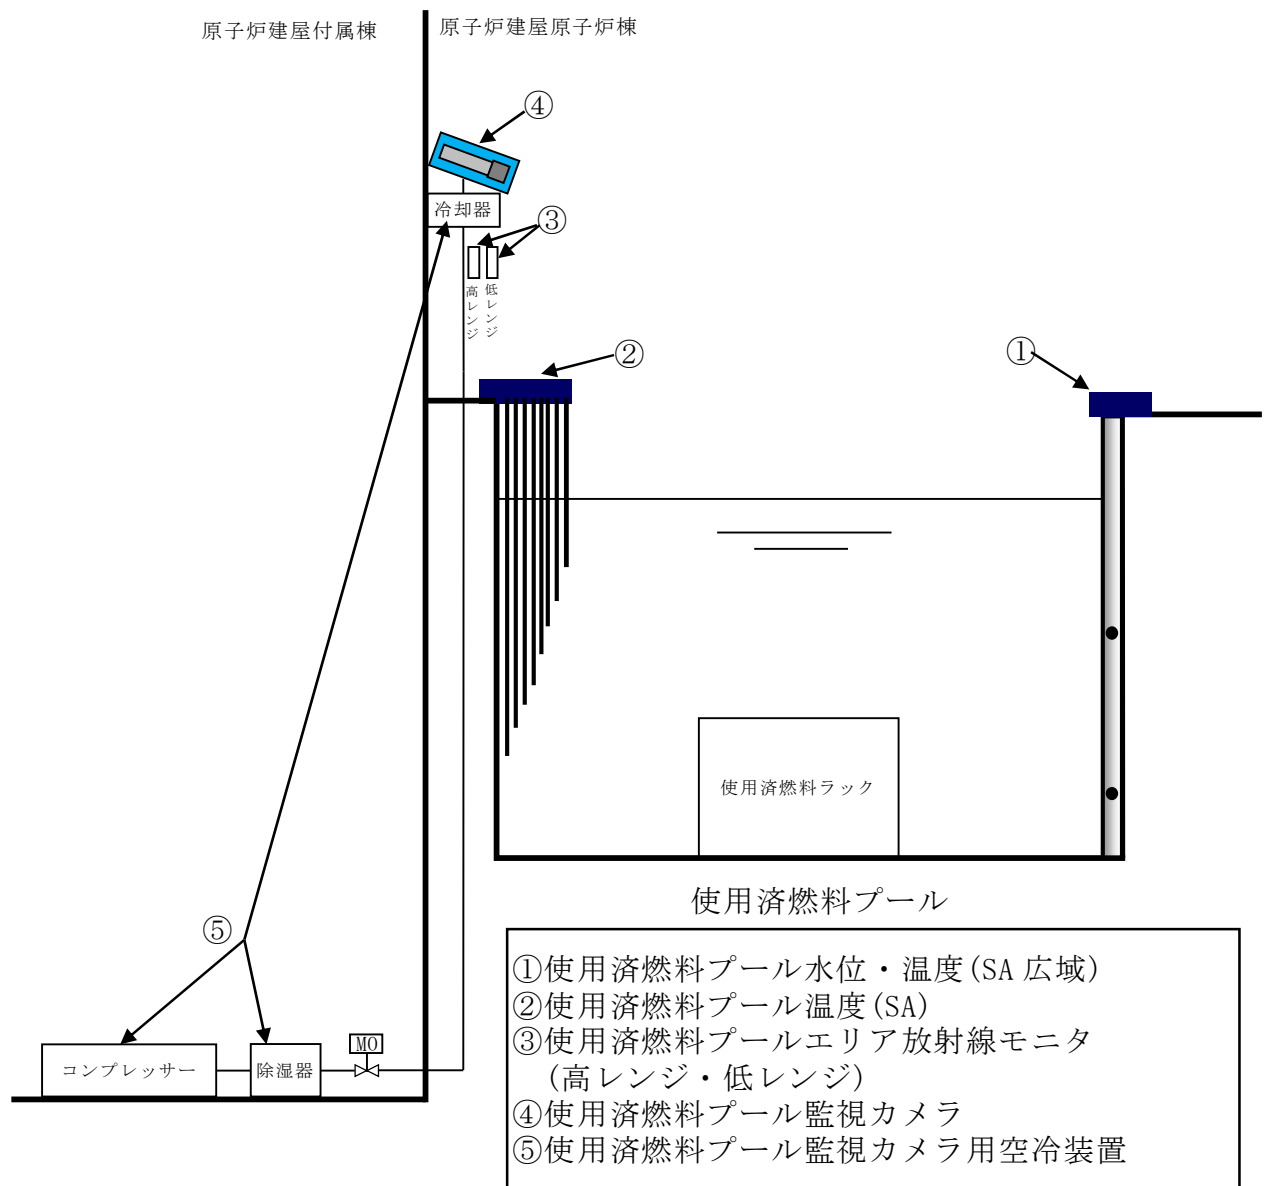 原子炉建屋付属棟
原子炉建屋原子炉棟
④
冷却器
③
高レンジ
低レンジ
②
①
使用済燃料ラック
使用済燃料プール
⑤
MO
コンプレッサー
除湿器
①使用済燃料プール水位・温度(SA 広域)
②使用済燃料プール温度(SA)
③使用済燃料プールエリア放射線モニタ
(高レンジ・低レンジ)
④使用済燃料プール監視カメラ
⑤使用済燃料プール監視カメラ用空冷装置